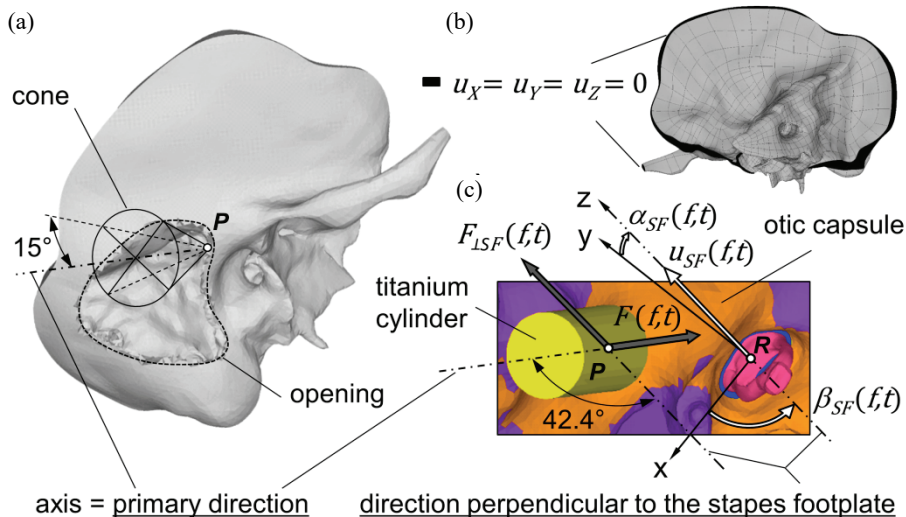 (a)
cone
P
15°
opening
(b)
u_X = u_Y = u_Z = 0
(c)
z
α_SF(f,t)
otic capsule
y
u_SF(f,t)
F_⊥SF(f,t)
titanium
cylinder
F(f,t)
R
P
β_SF(f,t)
42.4°
x
axis = primary direction
direction perpendicular to the stapes footplate